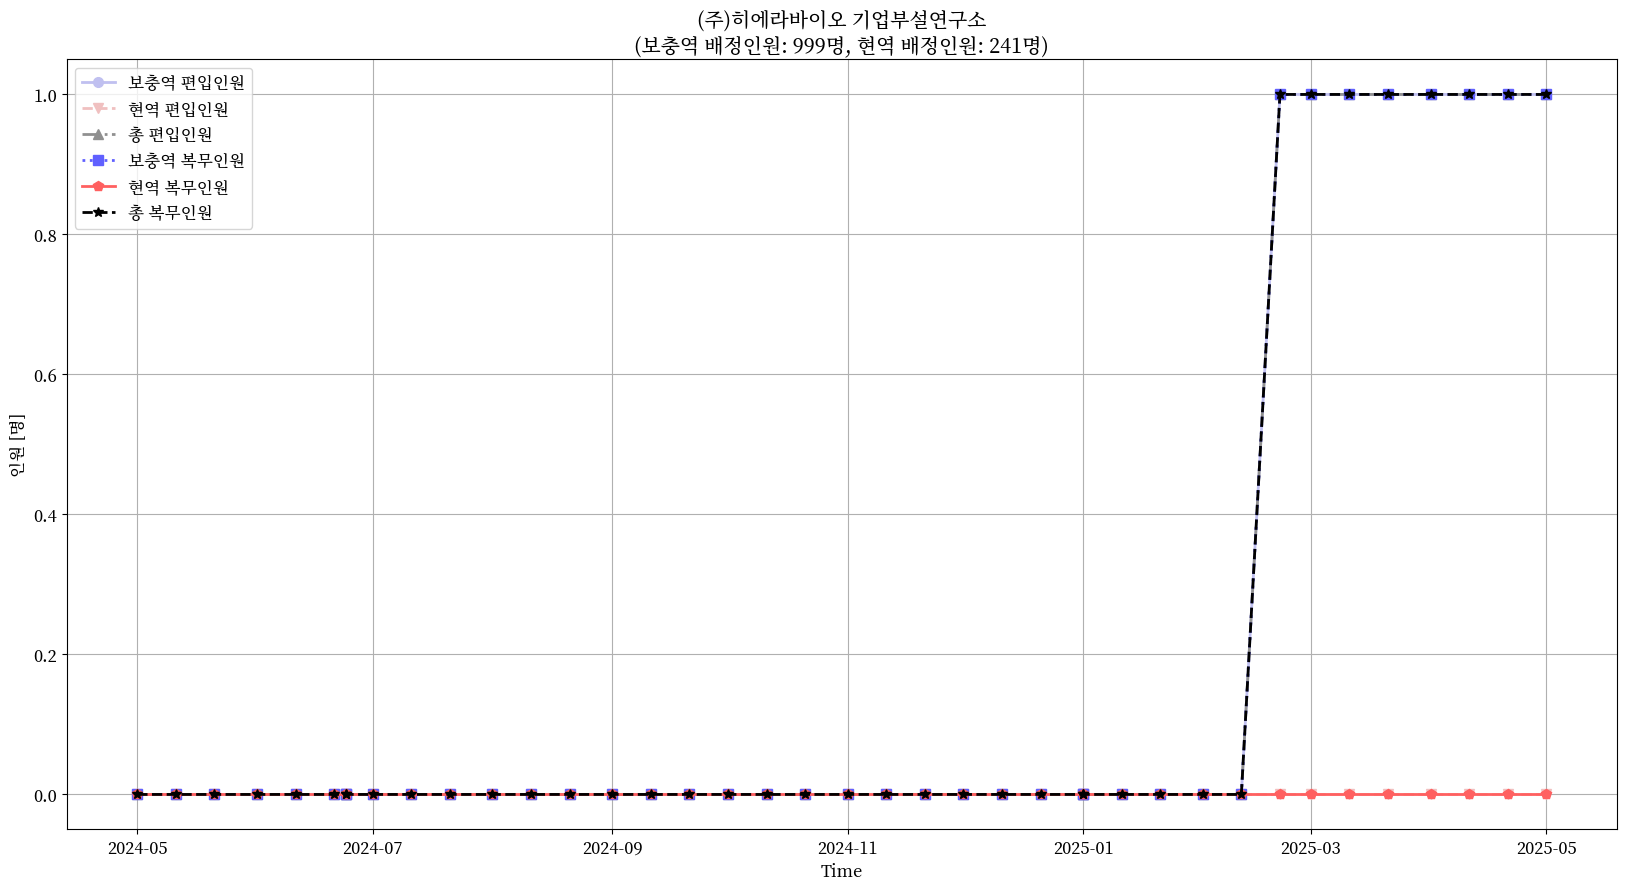 (주)히에라바이오 기업부설연구소
(보충역 배정인원: 999명, 현역 배정인원: 241명)
보충역 편입인원
현역 편입인원
총 편입인원
보충역 복무인원
현역 복무인원
총 복무인원
1.0
0.8
0.6
0.4
0.2
0.0
인원 [명]
2024-05
2024-07
2024-09
2024-11
2025-01
2025-03
2025-05
Time